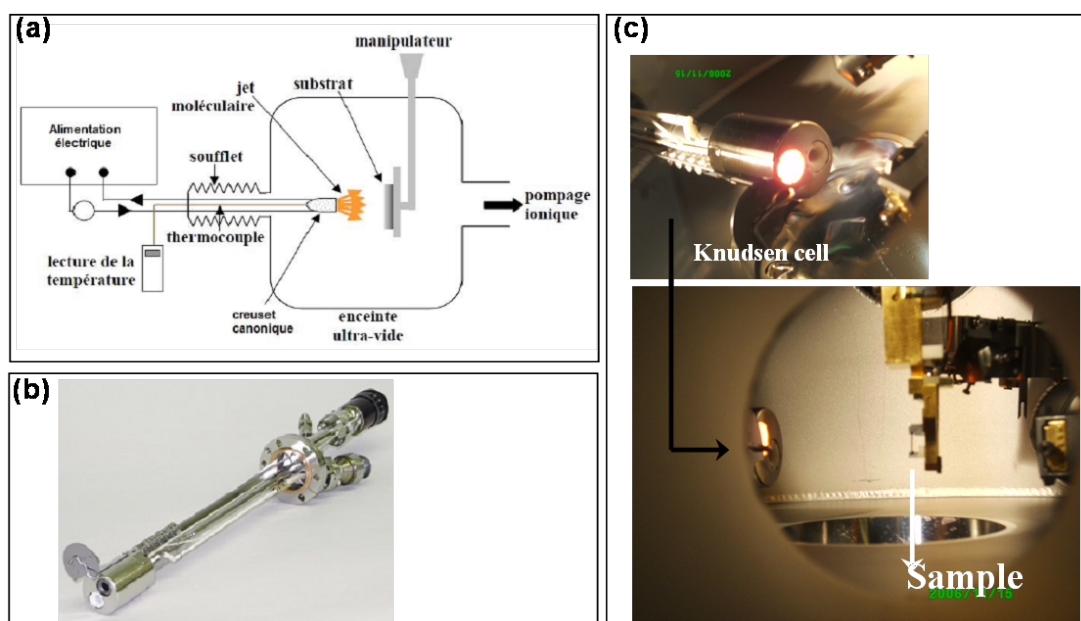 (a)
manipulateur
jet
moléculaire
substrat
Alimentation
électrique
soufflet
thermocouple
lecture de la
température
creuset
canonique
enceinte
ultra-vide
pompage
ionique
(b)
(c)
2006/11/15
Knudsen cell
Sample
2006/11/15